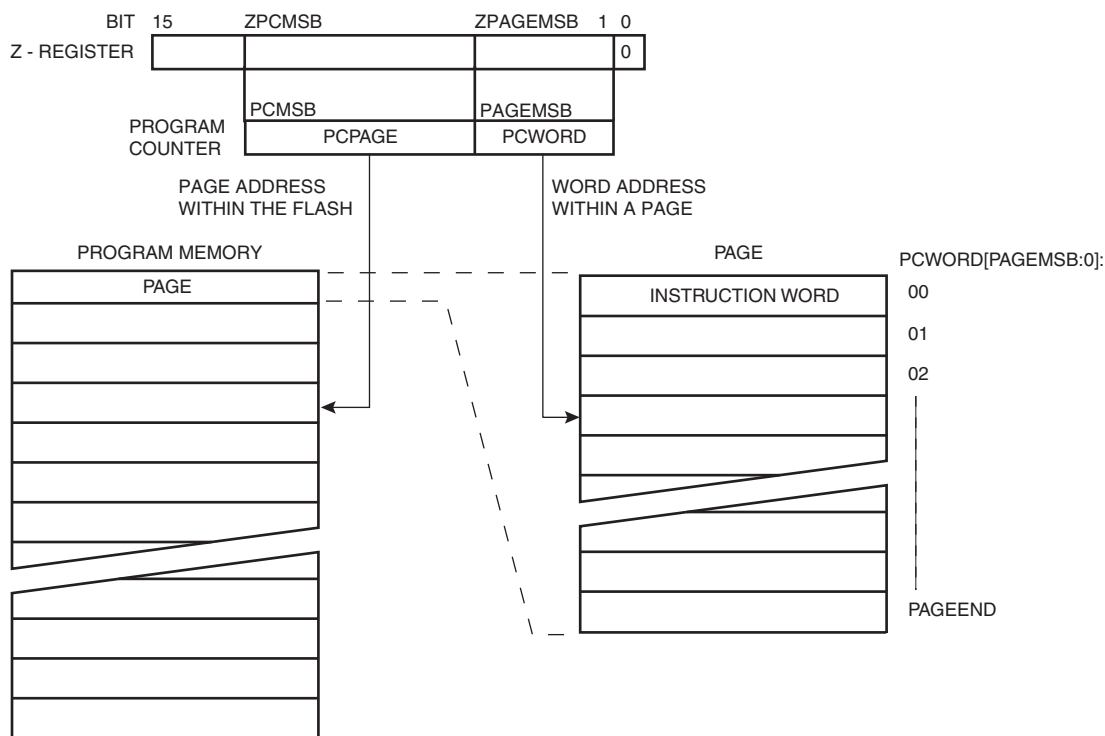 BIT 15 ZPCMSB ZPAGEMSB 1 0
Z - REGISTER 0
PCMSB PAGEMSB
PROGRAM
COUNTER
PCPAGE PCWORD
PAGE ADDRESS
WITHIN THE FLASH
WORD ADDRESS
WITHIN A PAGE
PROGRAM MEMORY
PAGE
PAGE
PCWORD[PAGEMSB:0]:
INSTRUCTION WORD
00
01
02
PAGEEND